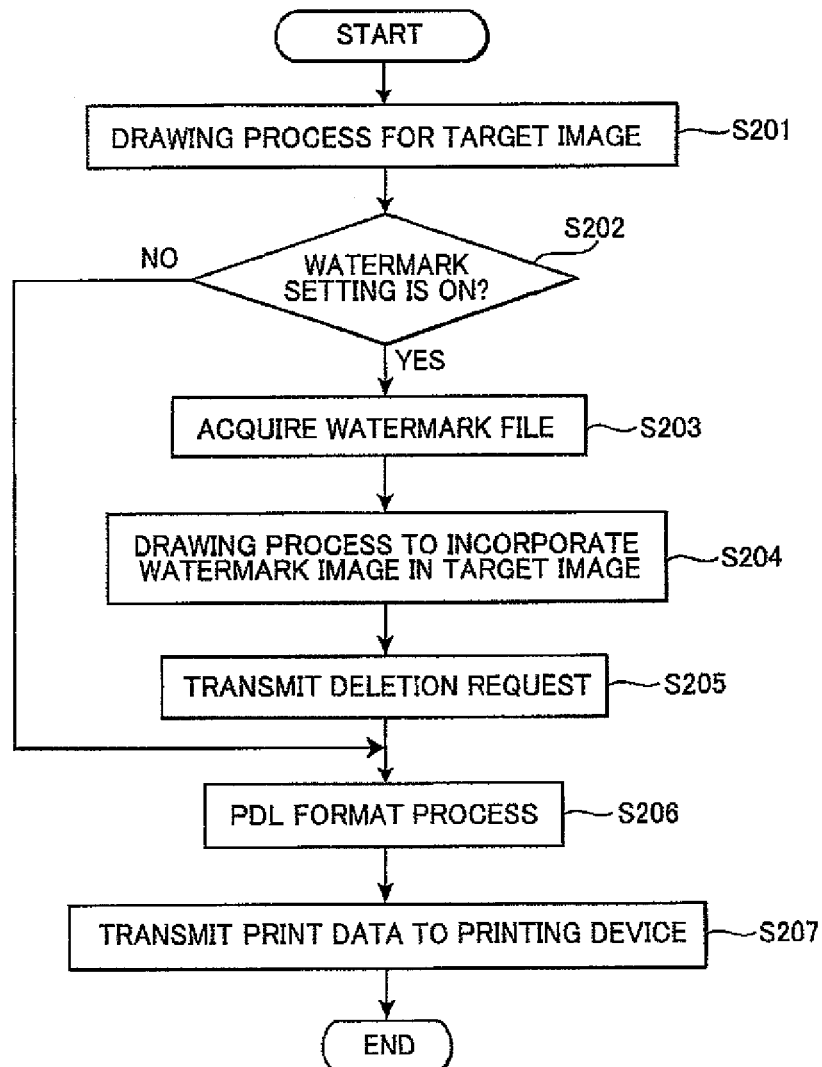 START
DRAWING PROCESS FOR TARGET IMAGE
S201
S202
NO
WATERMARK
SETTING IS ON?
YES
ACQUIRE WATERMARK FILE
S203
DRAWING PROCESS TO INCORPORATE
WATERMARK IMAGE IN TARGET IMAGE
S204
TRANSMIT DELETION REQUEST
S205
PDL FORMAT PROCESS
S206
TRANSMIT PRINT DATA TO PRINTING DEVICE
S207
END